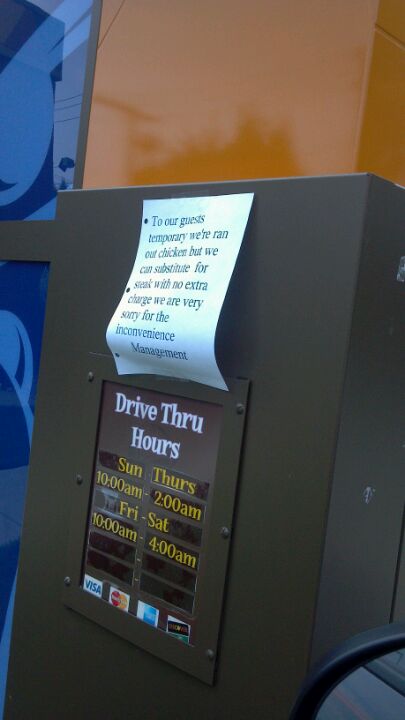 To our guests
temporary we're ran
out chicken but we
can substitute for
steak with no extra
charge we are very
sorry for the
inconvenience
Management
Drive Thru
Hours
Sun - Thurs
10:00am - 2:00am
Fri - Sat
10:00am - 4:00am
VISA
MasterCard
DISCOVER